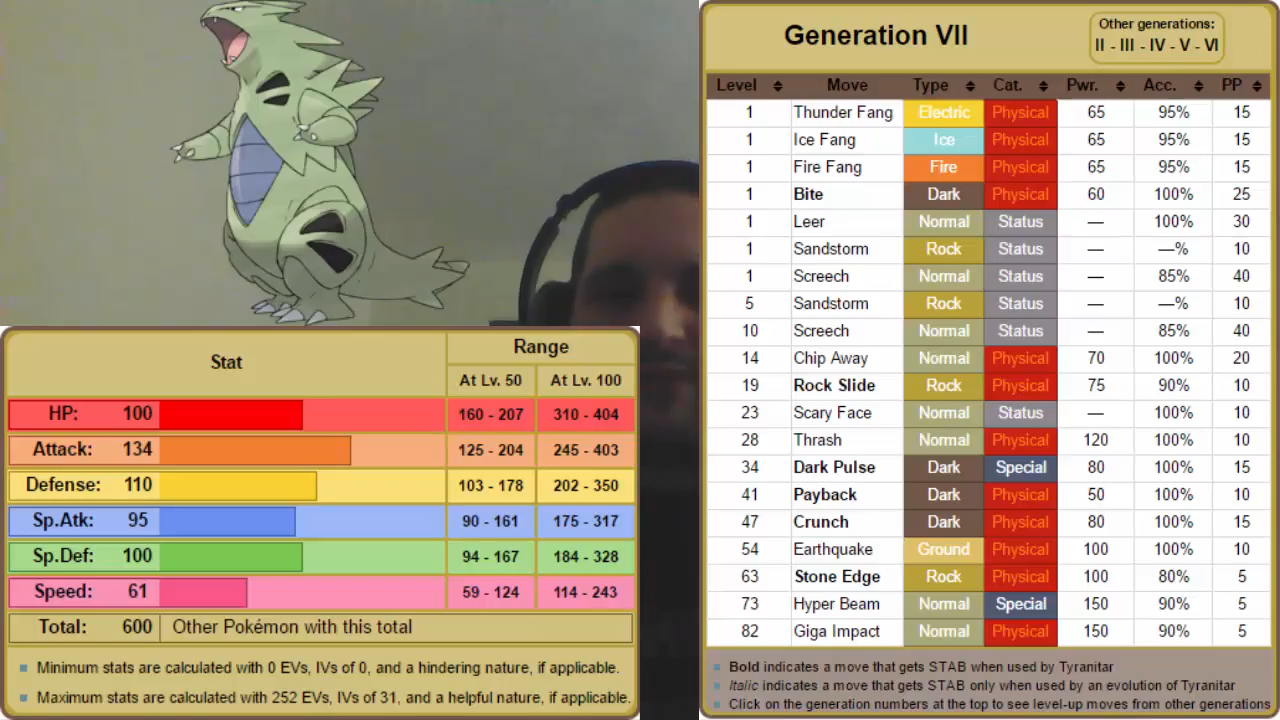 Stat
Range
At Lv. 50 At Lv. 100
HP: 100 160 - 207 310 - 404
Attack: 134 125 - 204 245 - 403
Defense: 110 103 - 178 202 - 350
Sp.Atk: 95 90 - 161 175 - 317
Sp.Def: 100 94 - 167 184 - 328
Speed: 61 59 - 124 114 - 243
Total: 600 Other Pokémon with this total
Minimum stats are calculated with 0 EVs, IVs of 0, and a hindering nature, if applicable.
Maximum stats are calculated with 252 EVs, IVs of 31, and a helpful nature, if applicable.
Generation VII
Other generations:
II - III - IV - V - VI
Level Move Type Cat. Pwr. Acc. PP
1 Thunder Fang Electric Physical 65 95% 15
1 Ice Fang Ice Physical 65 95% 15
1 Fire Fang Fire Physical 65 95% 15
1 Bite Dark Physical 60 100% 25
1 Leer Normal Status — 100% 30
1 Sandstorm Rock Status — —% 10
1 Screech Normal Status — 85% 40
5 Sandstorm Rock Status — —% 10
10 Screech Normal Status — 85% 40
14 Chip Away Normal Physical 70 100% 20
19 Rock Slide Rock Physical 75 90% 10
23 Scary Face Normal Status — 100% 10
28 Thrash Normal Physical 120 100% 10
34 Dark Pulse Dark Special 80 100% 15
41 Payback Dark Physical 50 100% 10
47 Crunch Dark Physical 80 100% 15
54 Earthquake Ground Physical 100 100% 10
63 Stone Edge Rock Physical 100 80% 5
73 Hyper Beam Normal Special 150 90% 5
82 Giga Impact Normal Physical 150 90% 5
Bold indicates a move that gets STAB when used by Tyranitar
Italic indicates a move that gets STAB only when used by an evolution of Tyranitar
Click on the generation numbers at the top to see level-up moves from other generations